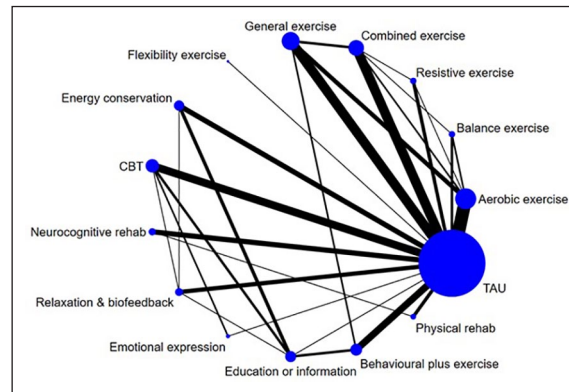 General exercise
Combined exercise
Flexibility exercise
Resistive exercise
Energy conservation
Balance exercise
CBT
Aerobic exercise
Neurocognitive rehab
TAU
Relaxation & biofeedback
Physical rehab
Emotional expression
Behavioural plus exercise
Education or information